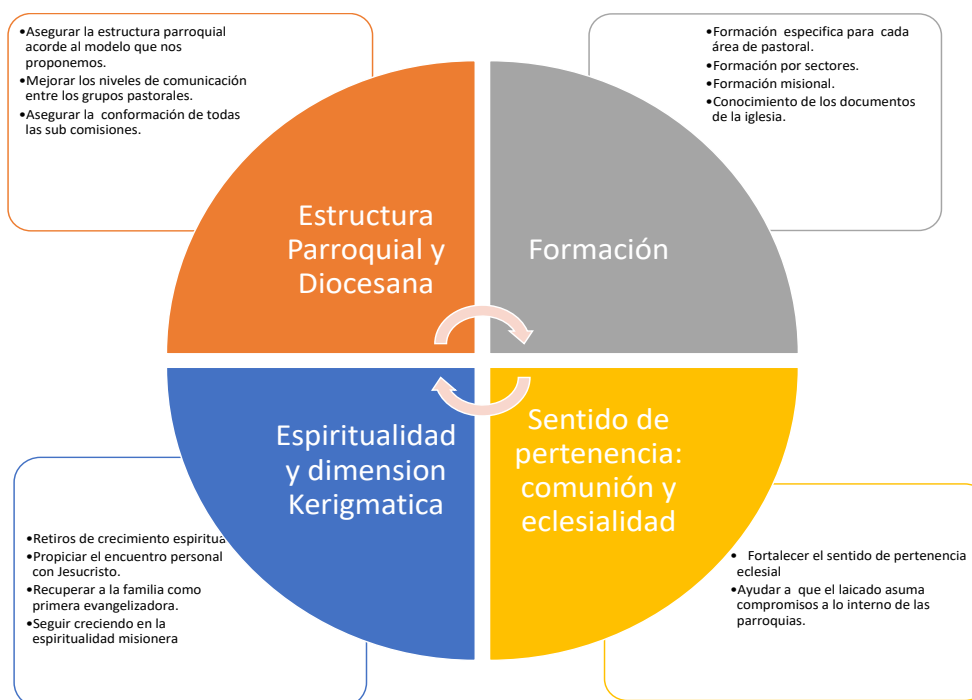 •Asegurar la estructura parroquial
acorde al modelo que nos
proponemos.
•Mejorar los niveles de comunicación
entre los grupos pastorales.
•Asegurar la conformación de todas
las sub comisiones.
•Formación especifica para cada
área de pastoral.
•Formación por sectores.
•Formación misional.
•Conocimiento de los documentos
de la iglesia.
Estructura
Parroquial y
Diocesana
Formación
Espiritualidad
y dimension
Kerigmatica
Sentido de
pertenencia:
comunión y
eclesialidad
•Retiros de crecimiento espiritua
•Propiciar el encuentro personal
con Jesucristo.
•Recuperar a la familia como
primera evangelizadora.
•Seguir creciendo en la
espiritualidad misionera
• Fortalecer el sentido de pertenencia
eclesial
•Ayudar a que el laicado asuma
compromisos a lo interno de las
parroquias.